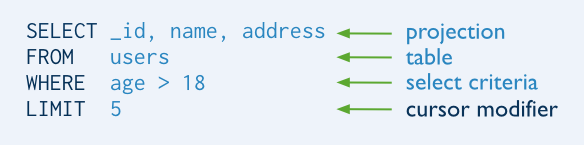 SELECT _id, name, address projection
FROM users table
WHERE age > 18 select criteria
LIMIT 5 cursor modifier